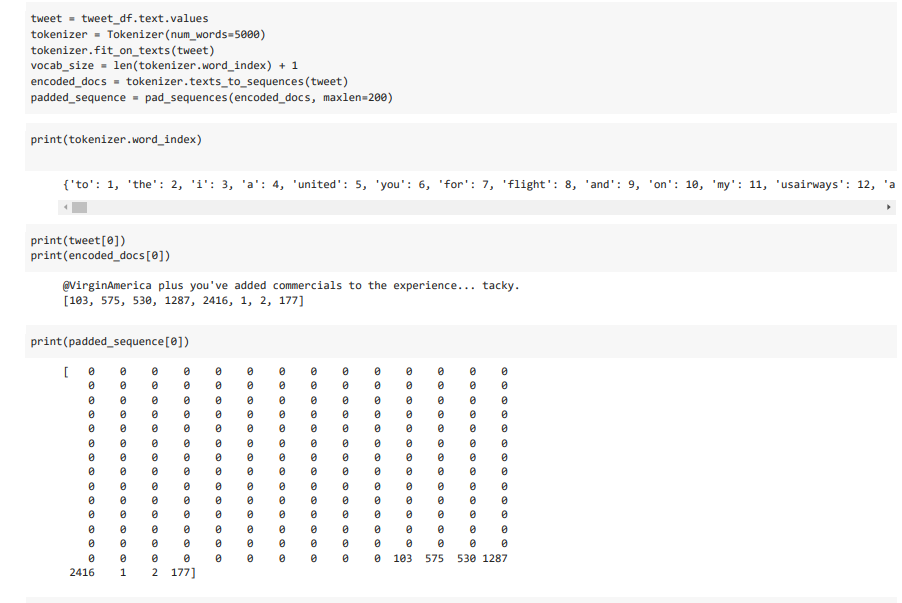 tweet = tweet_df.text.values
tokenizer = Tokenizer(num_words=5000)
tokenizer.fit_on_texts(tweet)
vocab_size = len(tokenizer.word_index) + 1
encoded_docs = tokenizer.texts_to_sequences(tweet)
padded_sequence = pad_sequences(encoded_docs, maxlen=200)
print(tokenizer.word_index)
{'to': 1, 'the': 2, 'i': 3, 'a': 4, 'united': 5, 'you': 6, 'for': 7, 'flight': 8, 'and': 9, 'on': 10, 'my': 11, 'usairways': 12, 'a
print(tweet[0])
print(encoded_docs[0])
@VirginAmerica plus you've added commercials to the experience... tacky.
[103, 575, 530, 1287, 2416, 1, 2, 177]
print(padded_sequence[0])
[ 0 0 0 0 0 0 0 0 0 0 0 0 0 0
0 0 0 0 0 0 0 0 0 0 0 0 0 0
0 0 0 0 0 0 0 0 0 0 0 0 0 0
0 0 0 0 0 0 0 0 0 0 0 0 0 0
0 0 0 0 0 0 0 0 0 0 0 0 0 0
0 0 0 0 0 0 0 0 0 0 0 0 0 0
0 0 0 0 0 0 0 0 0 0 0 0 0 0
0 0 0 0 0 0 0 0 0 0 0 0 0 0
0 0 0 0 0 0 0 0 0 0 0 0 0 0
0 0 0 0 0 0 0 0 0 0 0 0 0 0
0 0 0 0 0 0 0 0 0 0 0 0 0 0
0 0 0 0 0 0 0 0 0 0 0 0 0 0
0 0 0 0 0 0 0 0 0 0 0 0 0 0
0 0 0 0 0 0 0 0 0 0 103 575 530 1287
2416 1 2 177]